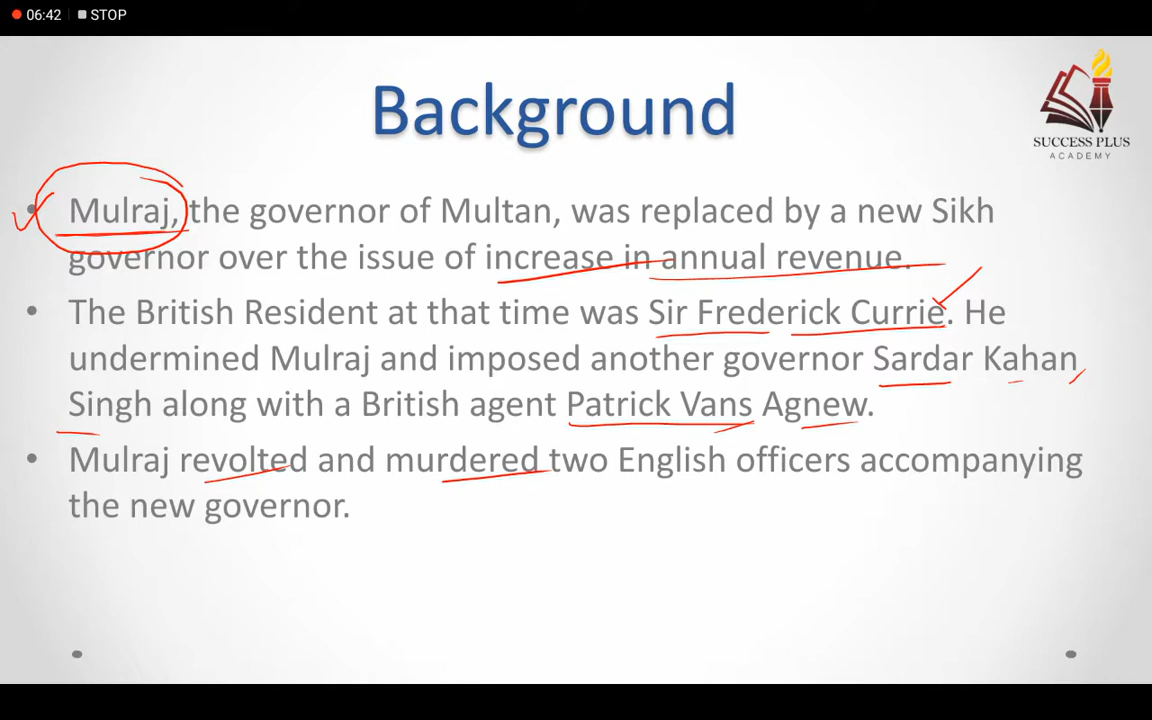 06:42 STOP
Background
SUCCESS PLUS
ACADEMY
• Mulraj, the governor of Multan, was replaced by a new Sikh
governor over the issue of increase in annual revenue.
• The British Resident at that time was Sir Frederick Currie. He
undermined Mulraj and imposed another governor Sardar Kahan
Singh along with a British agent Patrick Vans Agnew.
• Mulraj revolted and murdered two English officers accompanying
the new governor.